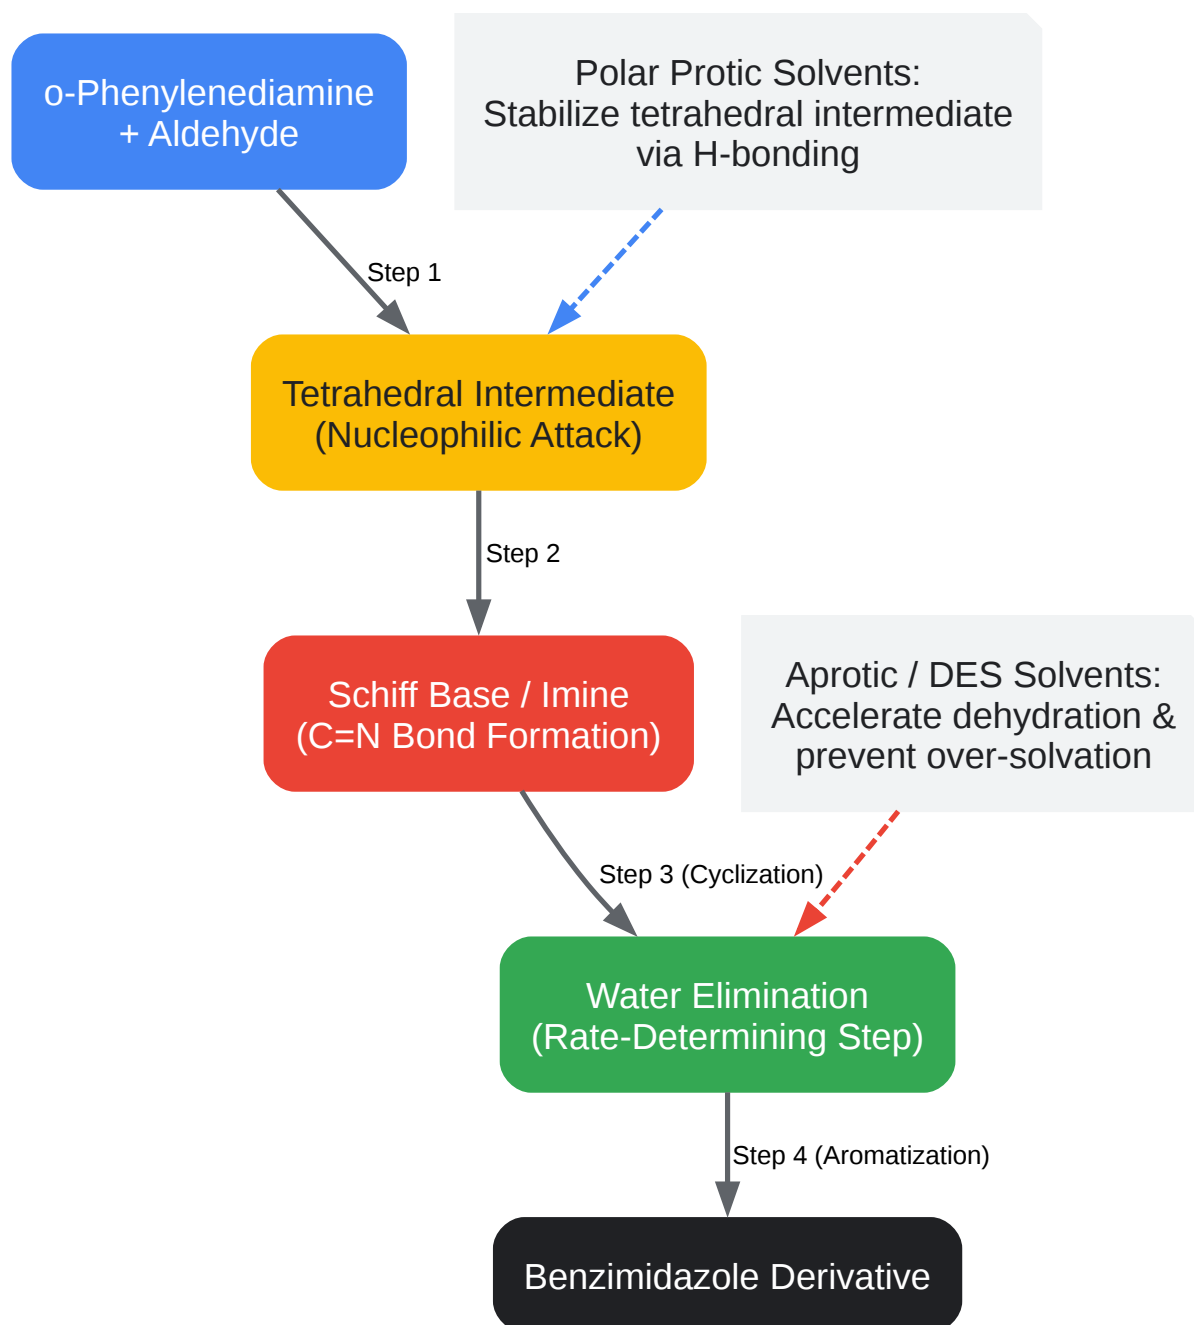 o-Phenylenediamine
+ Aldehyde
Polar Protic Solvents:
Stabilize tetrahedral intermediate
via H-bonding
Step 1
Tetrahedral Intermediate
(Nucleophilic Attack)
Step 2
Schiff Base / Imine
(C=N Bond Formation)
Aprotic / DES Solvents:
Accelerate dehydration &
prevent over-solvation
Step 3 (Cyclization)
Water Elimination
(Rate-Determining Step)
Step 4 (Aromatization)
Benzimidazole Derivative